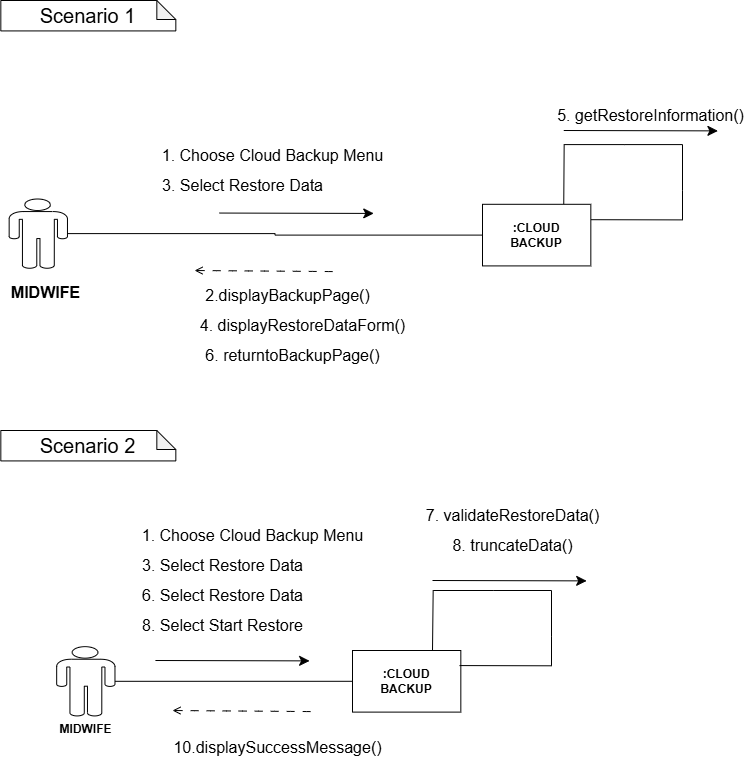 Scenario 1
5. getRestoreInformation()
1. Choose Cloud Backup Menu
3. Select Restore Data
:CLOUD
BACKUP
MIDWIFE
2.displayBackupPage()
4. displayRestoreDataForm()
6. returntoBackupPage()
Scenario 2
7. validateRestoreData()
8. truncateData()
1. Choose Cloud Backup Menu
3. Select Restore Data
6. Select Restore Data
8. Select Start Restore
:CLOUD
BACKUP
MIDWIFE
10.displaySuccessMessage()